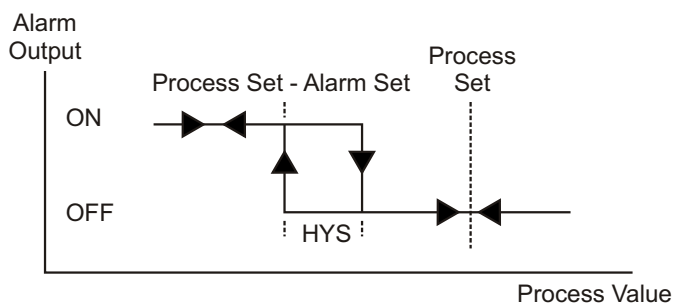 Alarm
Output
Process
Set
Process Set - Alarm Set
ON
OFF
HYS
Process Value